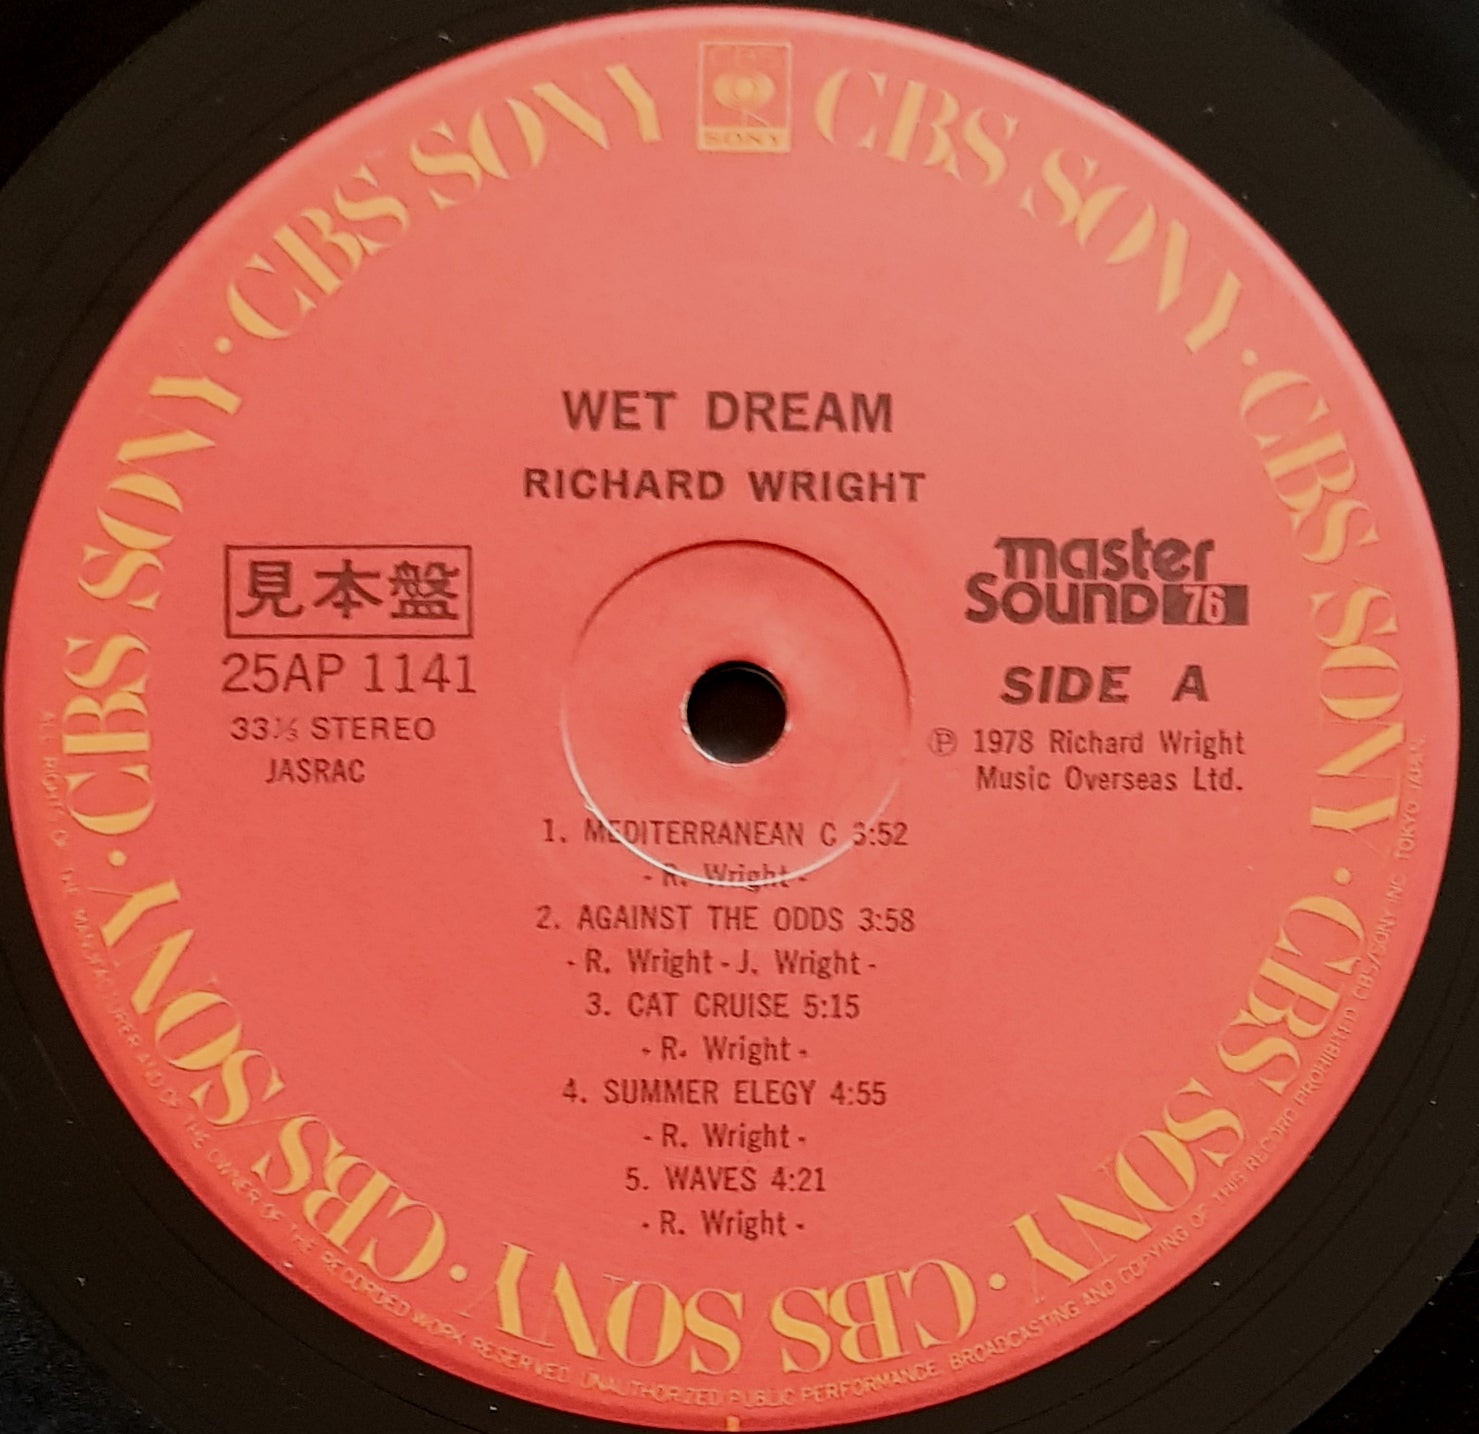 CBS
SONY
CBS SONY · CBS SONY · CBS SONY · CBS SONY · CBS SONY · CBS SONY · CBS SONY
WET DREAM
RICHARD WRIGHT
見本盤
25AP 1141
33⅓ STEREO
JASRAC
master
Sound 76
SIDE A
℗ 1978 Richard Wright
Music Overseas Ltd.
1. MEDITERRANEAN C 3:52
- R. Wright -
2. AGAINST THE ODDS 3:58
- R. Wright - J. Wright -
3. CAT CRUISE 5:15
- R. Wright -
4. SUMMER ELEGY 4:55
- R. Wright -
5. WAVES 4:21
- R. Wright -
ALL RIGHTS OF THE MANUFACTURER AND OF THE OWNER OF THE RECORDED WORK RESERVED. UNAUTHORIZED PUBLIC PERFORMANCE, BROADCASTING AND COPYING OF THIS RECORD PROHIBITED CBS/SONY INC. TOKYO JAPAN